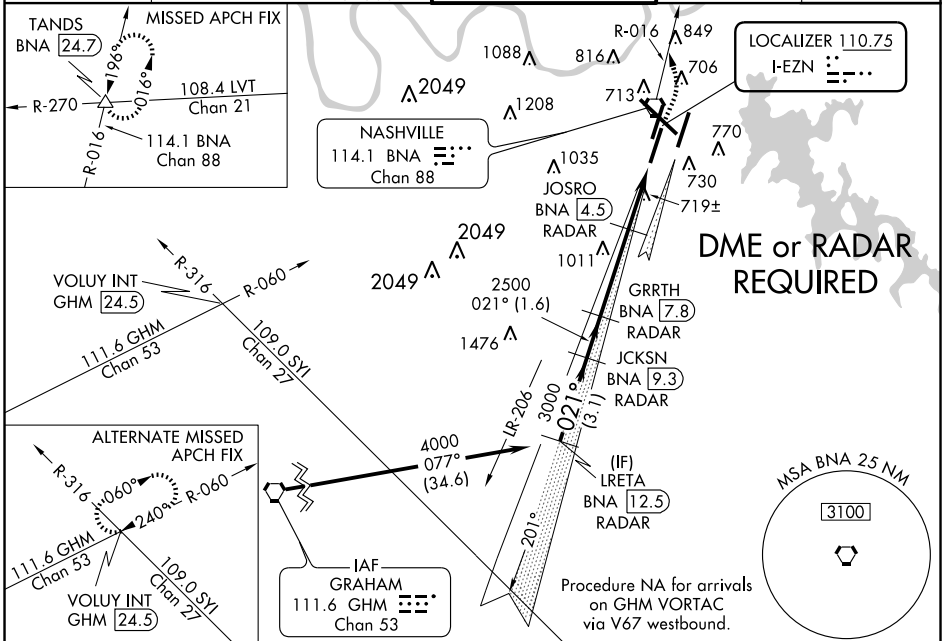 MISSED APCH FIX
TANDS
BNA 24.7
196°
016°
R-270
108.4 LVT
Chan 21
114.1 BNA
Chan 88
R-016
1088
816
R-016
849
706
713
2049
1208
LOCALIZER 110.75
I-EZN
NASHVILLE
114.1 BNA
Chan 88
1035
770
730
719±
JOSRO
BNA 4.5
RADAR
1011
2049
2049
DME or RADAR
REQUIRED
VOLUY INT
GHM 24.5
R-316
R-060
111.6 GHM
Chan 53
109.0 SYI
Chan 27
2500
021° (1.6)
GRRTH
BNA 7.8
RADAR
1476
JCKSN
BNA 9.3
RADAR
LR-206
3000
021°
(3.1)
ALTERNATE MISSED
APCH FIX
R-316
060°
R-060
240°
111.6 GHM
Chan 53
109.0 SYI
Chan 27
VOLUY INT
GHM 24.5
4000
077°
(34.6)
(IF)
LRETA
BNA 12.5
RADAR
201°
IAF
GRAHAM
111.6 GHM
Chan 53
Procedure NA for arrivals
on GHM VORTAC
via V67 westbound.
MSA BNA 25 NM
3100